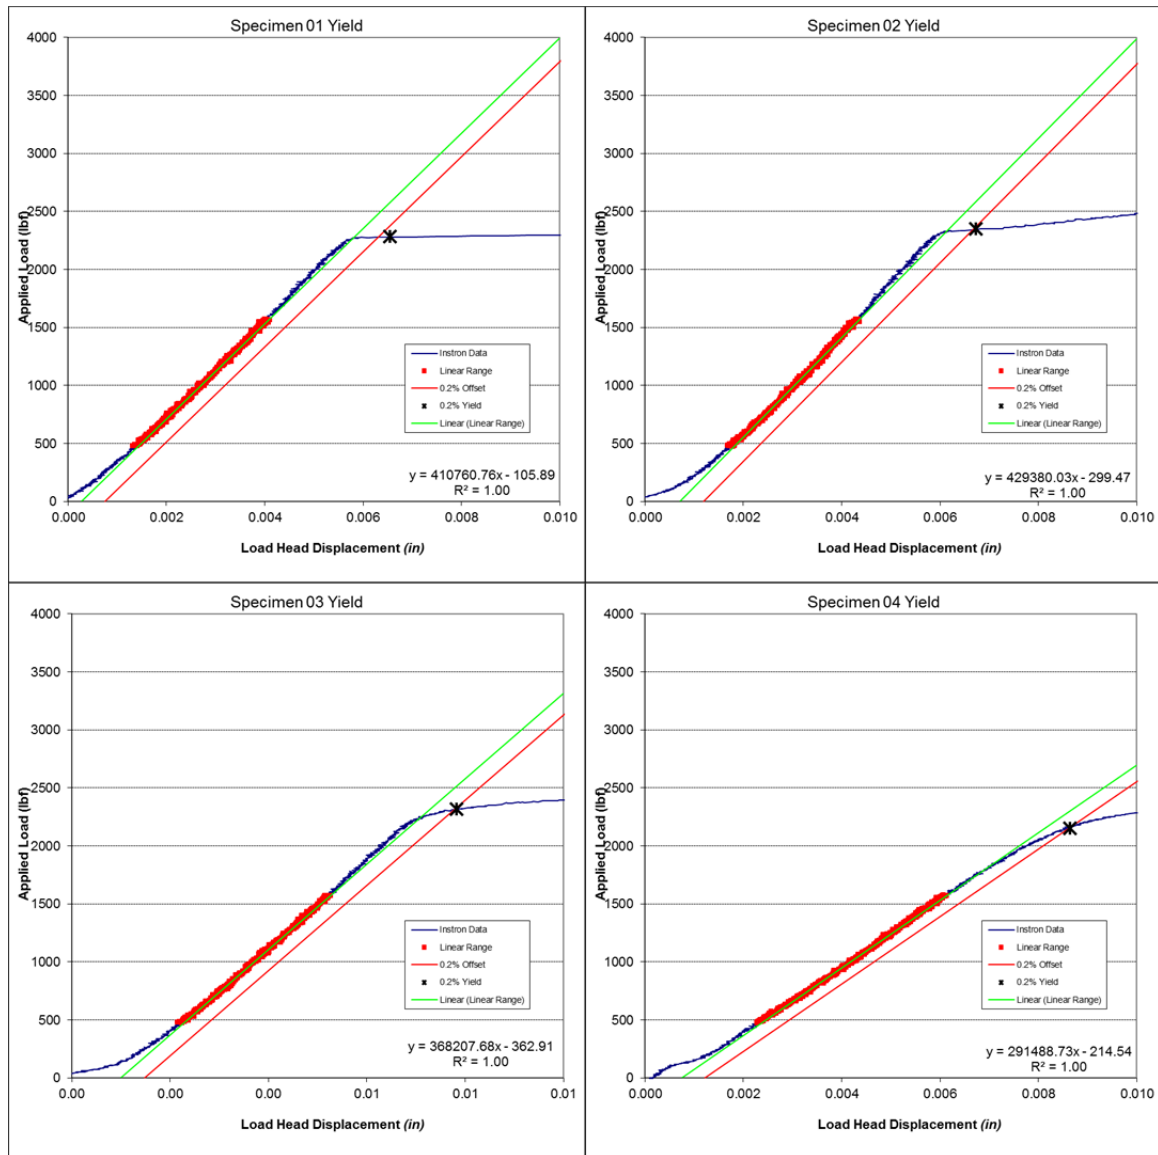 Specimen 01 Yield
4000
3500
3000
2500
2000
1500
1000
500
0
Applied Load (lbf)
Instron Data
Linear Range
0.2% Offset
0.2% Yield
Linear (Linear Range)
y = 410760.76x - 105.89
R² = 1.00
0.000 0.002 0.004 0.006 0.008 0.010
Load Head Displacement (in)
Specimen 02 Yield
4000
3500
3000
2500
2000
1500
1000
500
0
Applied Load (lbf)
Instron Data
Linear Range
0.2% Offset
0.2% Yield
Linear (Linear Range)
y = 429380.03x - 299.47
R² = 1.00
0.000 0.002 0.004 0.006 0.008 0.010
Load Head Displacement (in)
Specimen 03 Yield
4000
3500
3000
2500
2000
1500
1000
500
0
Applied Load (lbf)
Instron Data
Linear Range
0.2% Offset
0.2% Yield
Linear (Linear Range)
y = 368207.68x - 362.91
R² = 1.00
0.00 0.00 0.00 0.01 0.01 0.01
Load Head Displacement (in)
Specimen 04 Yield
4000
3500
3000
2500
2000
1500
1000
500
0
Applied Load (lbf)
Instron Data
Linear Range
0.2% Offset
0.2% Yield
Linear (Linear Range)
y = 291488.73x - 214.54
R² = 1.00
0.000 0.002 0.004 0.006 0.008 0.010
Load Head Displacement (in)